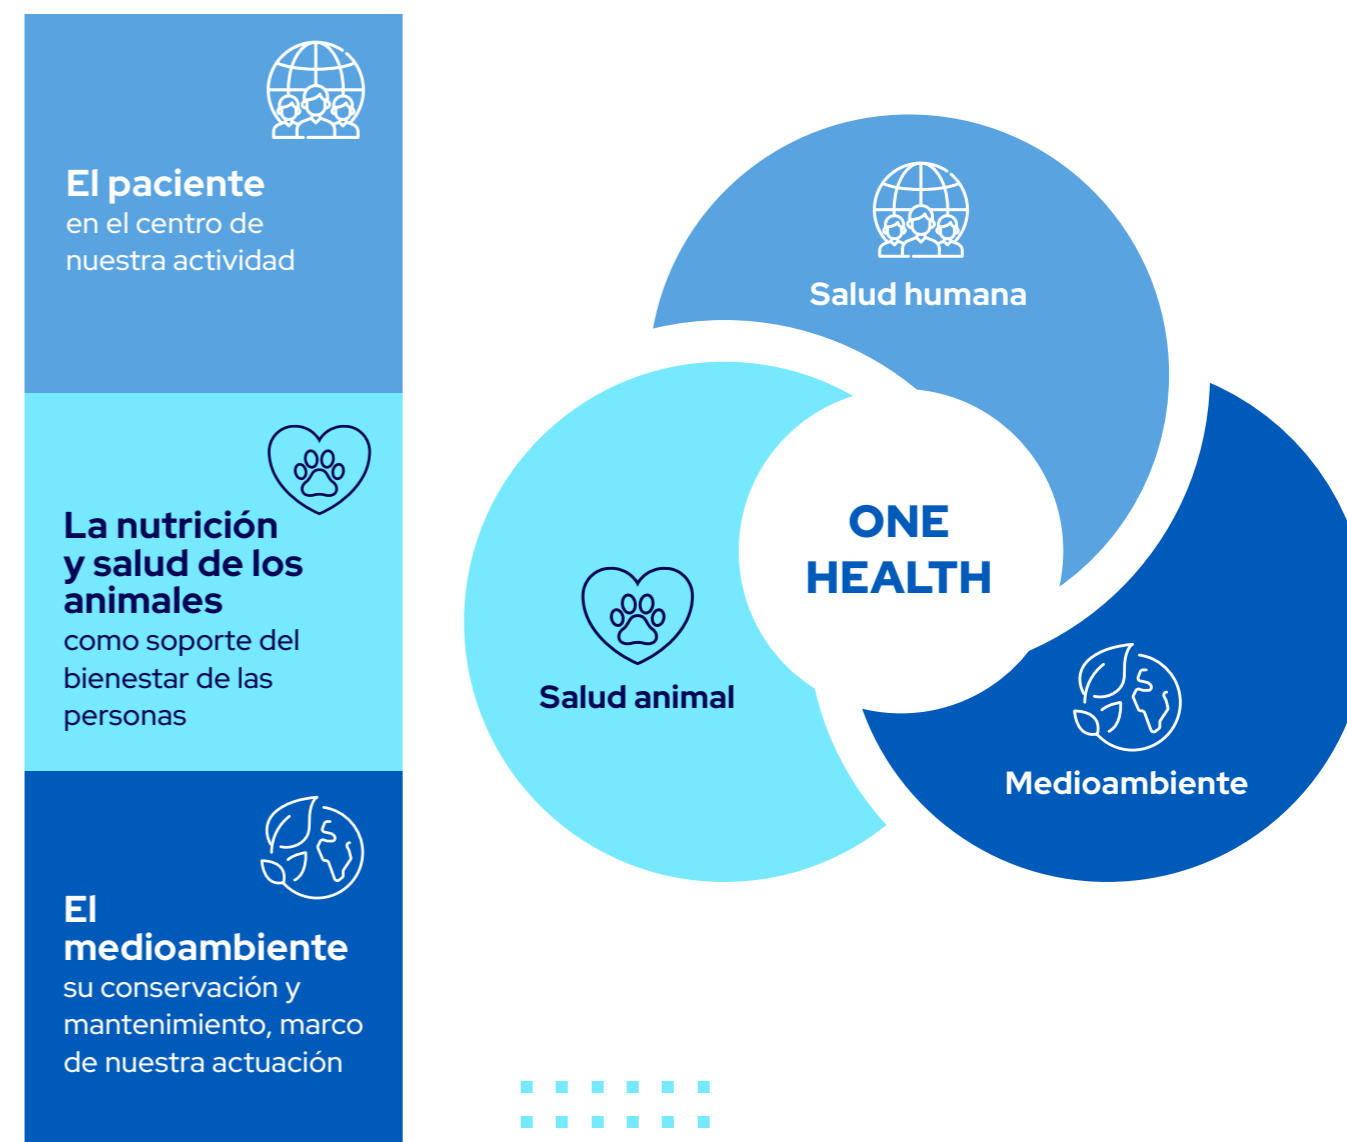 El paciente
en el centro de
nuestra actividad
La nutrición
y salud de los
animales
como soporte del
bienestar de las
personas
El
medioambiente
su conservación y
mantenimiento, marco
de nuestra actuación
Salud humana
ONE
HEALTH
Salud animal
Medioambiente